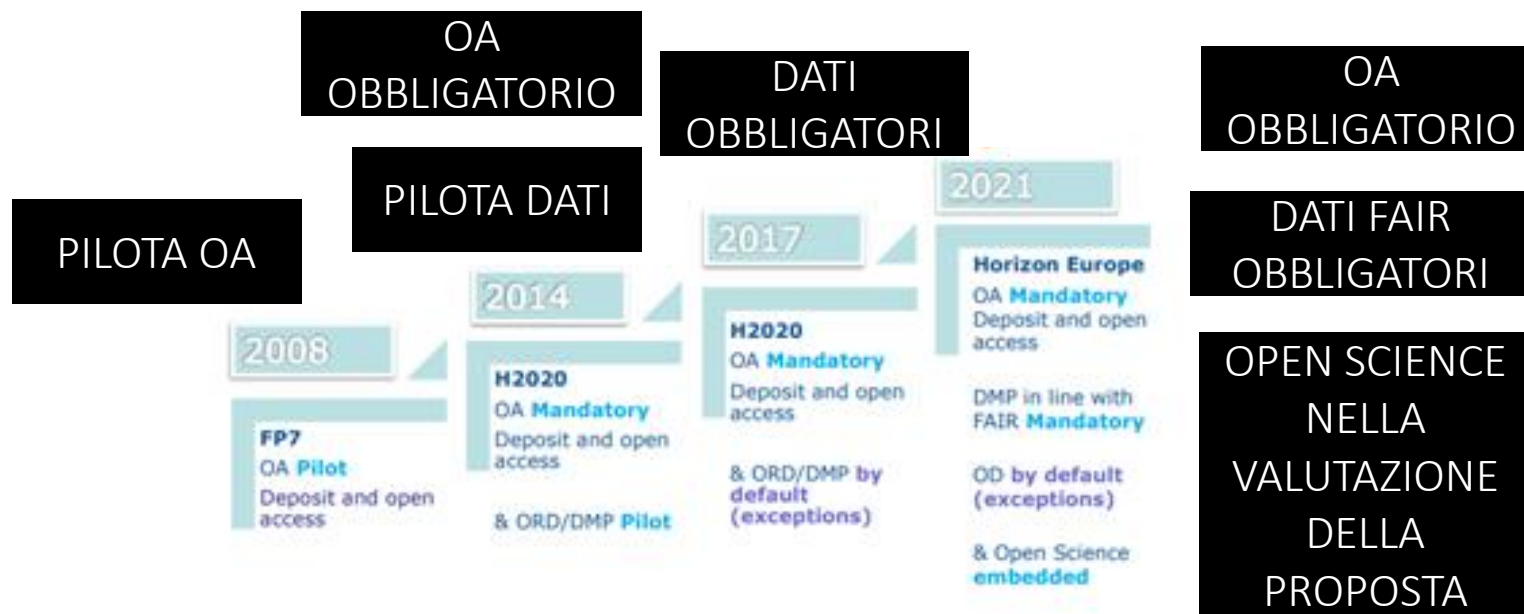 PILOTA OA
OA
OBBLIGATORIO
PILOTA DATI
DATI
OBBLIGATORI
OA
OBBLIGATORIO
DATI FAIR
OBBLIGATORI
OPEN SCIENCE
NELLA
VALUTAZIONE
DELLA
PROPOSTA
2008
FP7
OA Pilot
Deposit and open
access
2014
H2020
OA Mandatory
Deposit and open
access
& ORD/DMP Pilot
2017
H2020
OA Mandatory
Deposit and open
access
& ORD/DMP by
default
(exceptions)
2021
Horizon Europe
OA Mandatory
Deposit and open
access
DMP in line with
FAIR Mandatory
OD by default
(exceptions)
& Open Science
embedded